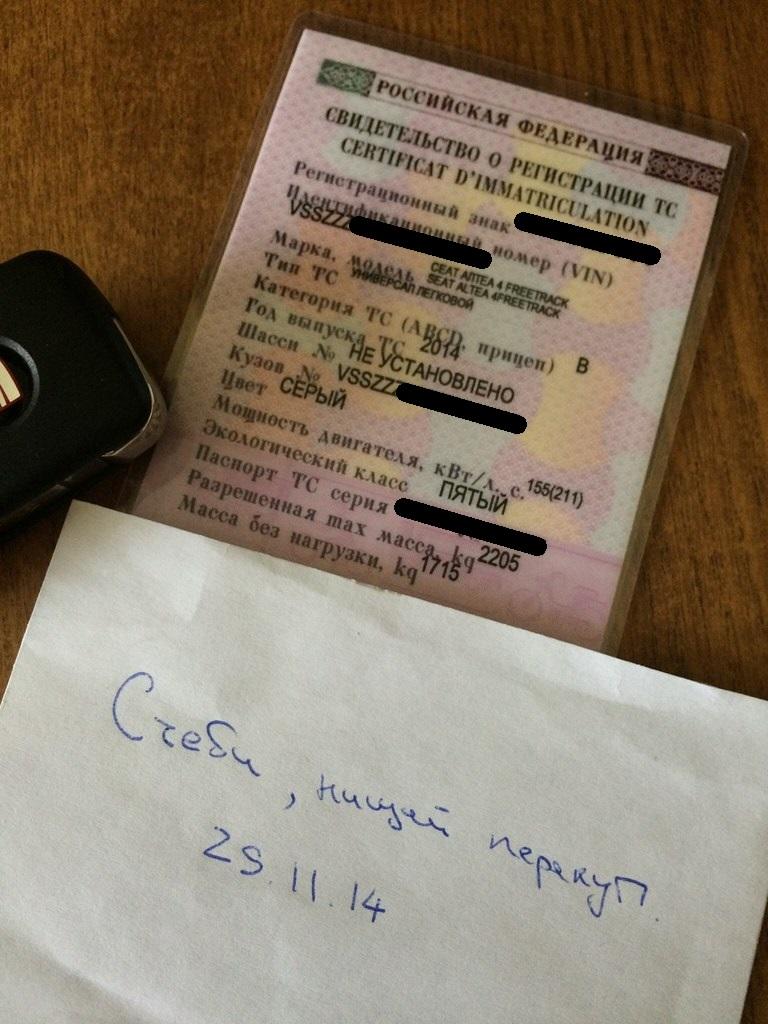 РОССИЙСКАЯ ФЕДЕРАЦИЯ
СВИДЕТЕЛЬСТВО О РЕГИСТРАЦИИ ТС
CERTIFICAT D'IMMATRICULATION
Регистрационный знак
Идентификационный номер (VIN)
VSSZZZ
Марка, модель СЕАТ АЛТЕА 4 FREETRACK
SEAT ALTEA 4FREETRACK
Тип ТС УНИВЕРСАЛ ЛЕГКОВОЙ
Категория ТС (ABCD, прицеп) B
Год выпуска ТС 2014
Шасси № НЕ УСТАНОВЛЕНО
Кузов № VSSZZZ
Цвет СЕРЫЙ
Мощность двигателя, кВт/л. с. 155(211)
Экологический класс ПЯТЫЙ
Паспорт ТС серия
Разрешенная max масса, kg 2205
Масса без нагрузки, kg 1715
Съеби, нищий перекуп.
25.11.14